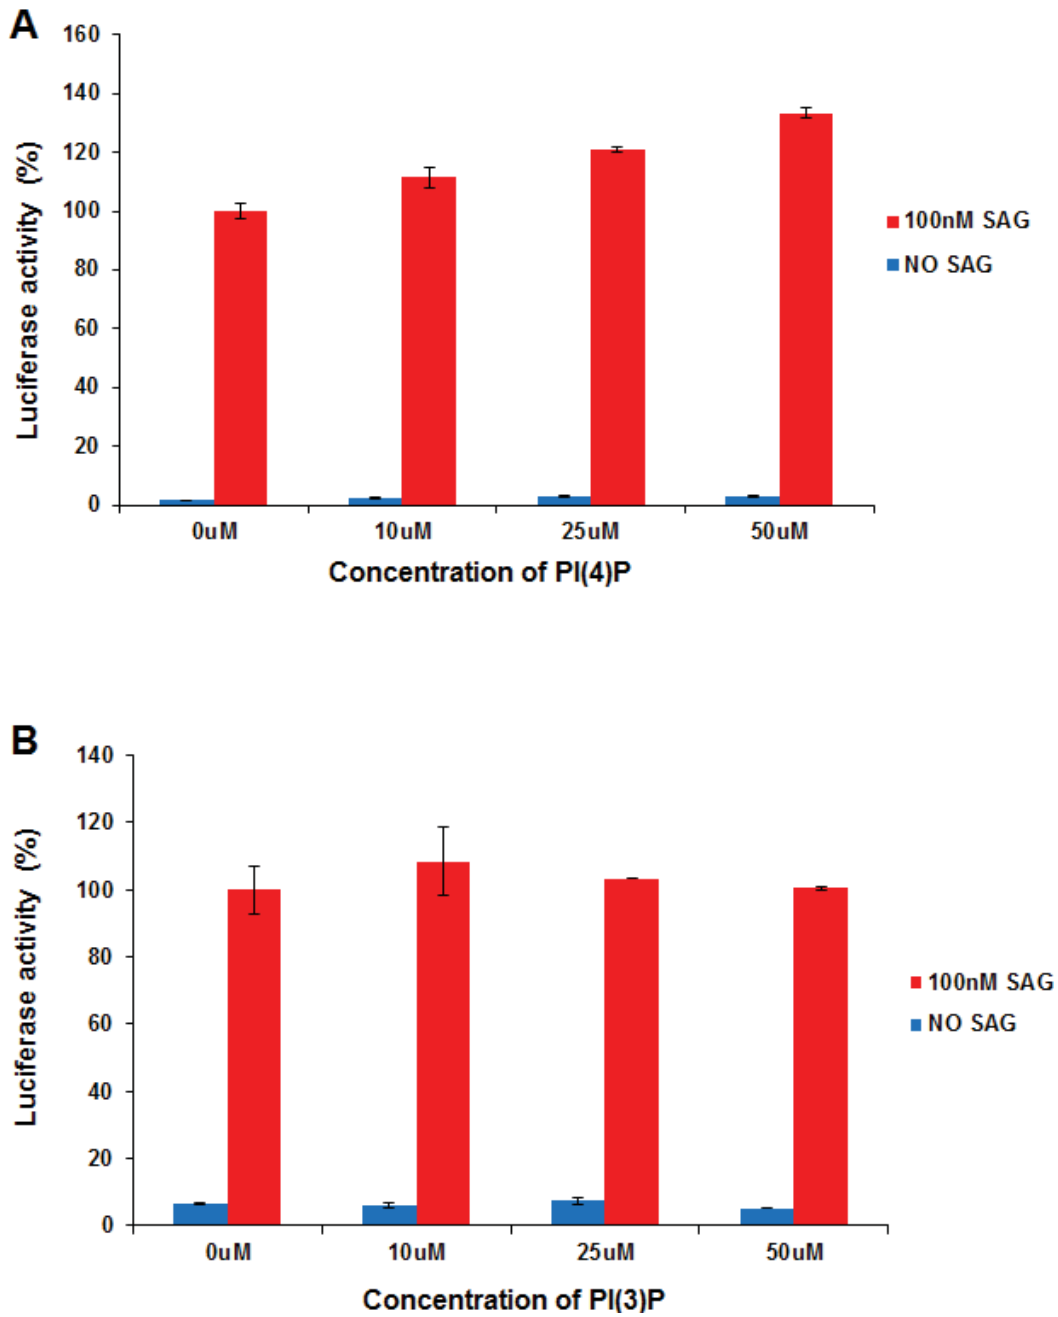 A
160
140
120
100
80
60
40
20
0
Luciferase activity (%)
0uM 10uM 25uM 50uM
Concentration of PI(4)P
100nM SAG
NO SAG
B
140
120
100
80
60
40
20
0
Luciferase activity (%)
0uM 10uM 25uM 50uM
Concentration of PI(3)P
100nM SAG
NO SAG